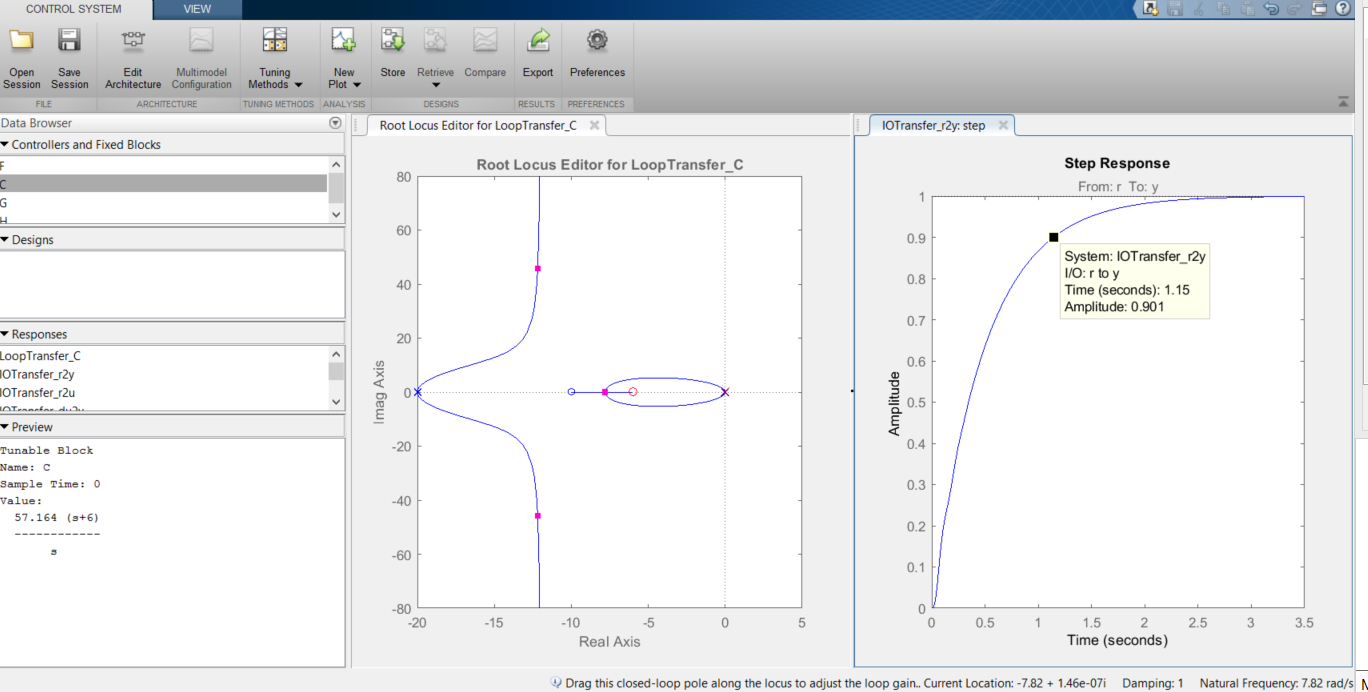 CONTROL SYSTEM
VIEW
Open Session
Save Session
Edit Architecture
Multimodel Configuration
Tuning Methods
New Plot
Store
Retrieve
Compare
Export
Preferences
FILE
ARCHITECTURE
TUNING METHODS
ANALYSIS
DESIGNS
RESULTS
PREFERENCES
Data Browser
Controllers and Fixed Blocks
F
C
G
H
Designs
Responses
LoopTransfer_C
IOTransfer_r2y
IOTransfer_r2u
IOTransfer_du2y
Preview
Tunable Block
Name: C
Sample Time: 0
Value:
57.164 (s+6)
------------
s
Root Locus Editor for LoopTransfer_C
Root Locus Editor for LoopTransfer_C
80
60
40
20
0
-20
-40
-60
-80
Imag Axis
-20 -15 -10 -5 0 5
Real Axis
IOTransfer_r2y: step
Step Response
From: r To: y
1
0.9
0.8
0.7
0.6
0.5
0.4
0.3
0.2
0.1
0
Amplitude
System: IOTransfer_r2y
I/O: r to y
Time (seconds): 1.15
Amplitude: 0.901
0 0.5 1 1.5 2 2.5 3 3.5
Time (seconds)
Drag this closed-loop pole along the locus to adjust the loop gain.. Current Location: -7.82 + 1.46e-07i Damping: 1 Natural Frequency: 7.82 rad/s